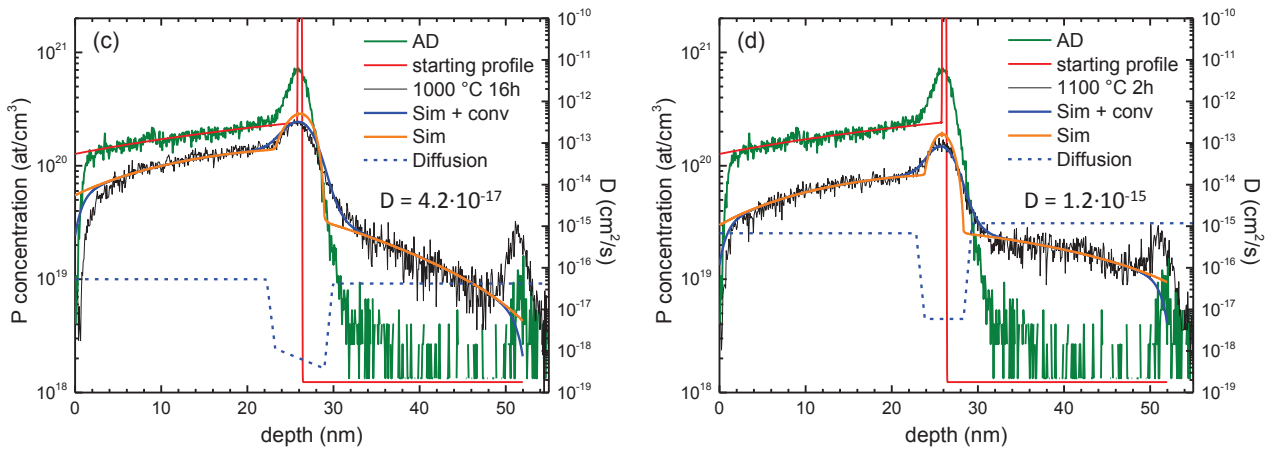 (c)
AD
starting profile
1000 °C 16h
Sim + conv
Sim
Diffusion
D = 4.2·10⁻¹⁷
P concentration (at/cm³)
10²¹
10²⁰
10¹⁹
10¹⁸
0 10 20 30 40 50
depth (nm)
10⁻¹⁰
10⁻¹¹
10⁻¹²
10⁻¹³
10⁻¹⁴
10⁻¹⁵
10⁻¹⁶
10⁻¹⁷
10⁻¹⁸
10⁻¹⁹
D (cm²/s)
(d)
AD
starting profile
1100 °C 2h
Sim + conv
Sim
Diffusion
D = 1.2·10⁻¹⁵
P concentration (at/cm³)
10²¹
10²⁰
10¹⁹
10¹⁸
0 10 20 30 40 50
depth (nm)
10⁻¹⁰
10⁻¹¹
10⁻¹²
10⁻¹³
10⁻¹⁴
10⁻¹⁵
10⁻¹⁶
10⁻¹⁷
10⁻¹⁸
10⁻¹⁹
D (cm²/s)